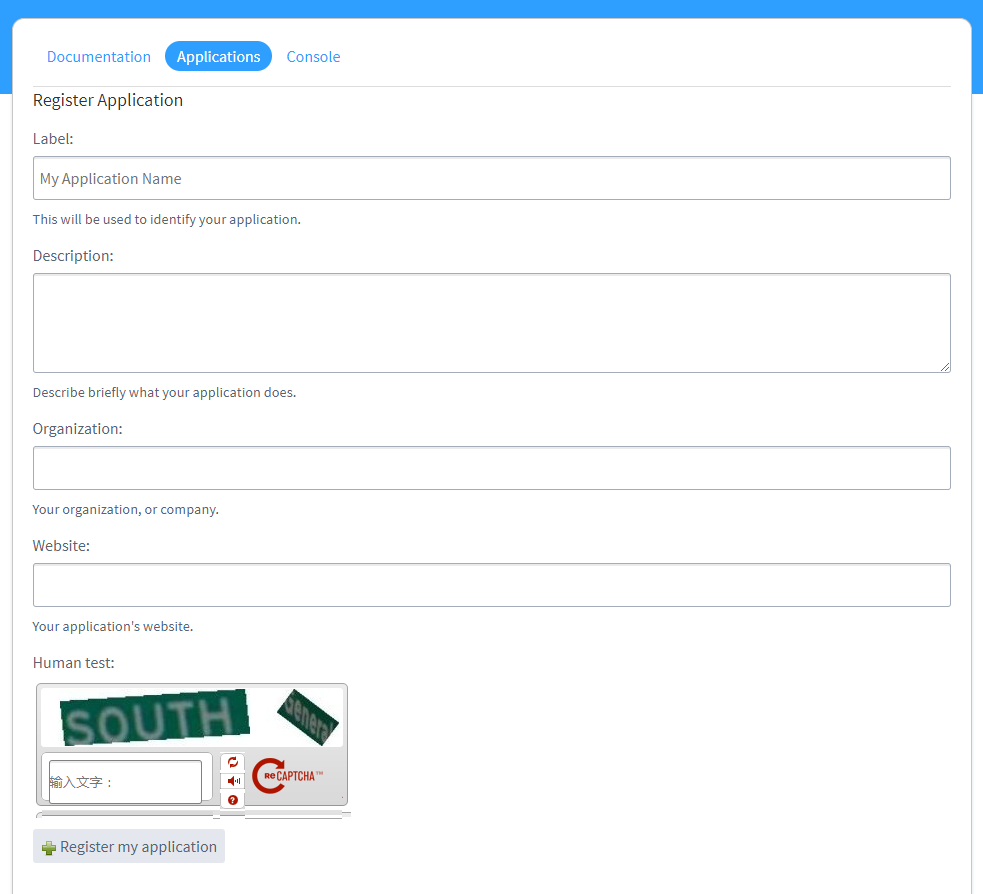 Documentation Applications Console
Register Application
Label:
My Application Name
This will be used to identify your application.
Description:
Describe briefly what your application does.
Organization:
Your organization, or company.
Website:
Your application's website.
Human test:
SOUTH General
输入文字：
reCAPTCHA™
Register my application